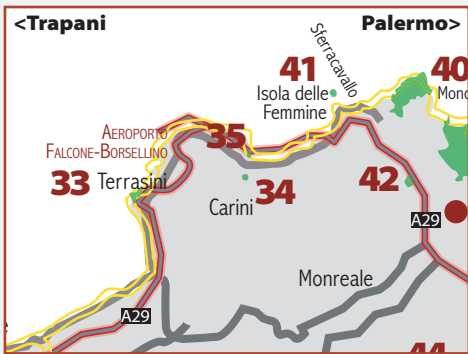 <Trapani
Palermo>
Sferracavallo
41
40
Isola delle
Femmine
Mond
AEROPORTO
FALCONE-BORSELLINO
35
33
Terrasini
34
42
Carini
A29
Monreale
A29
e
44